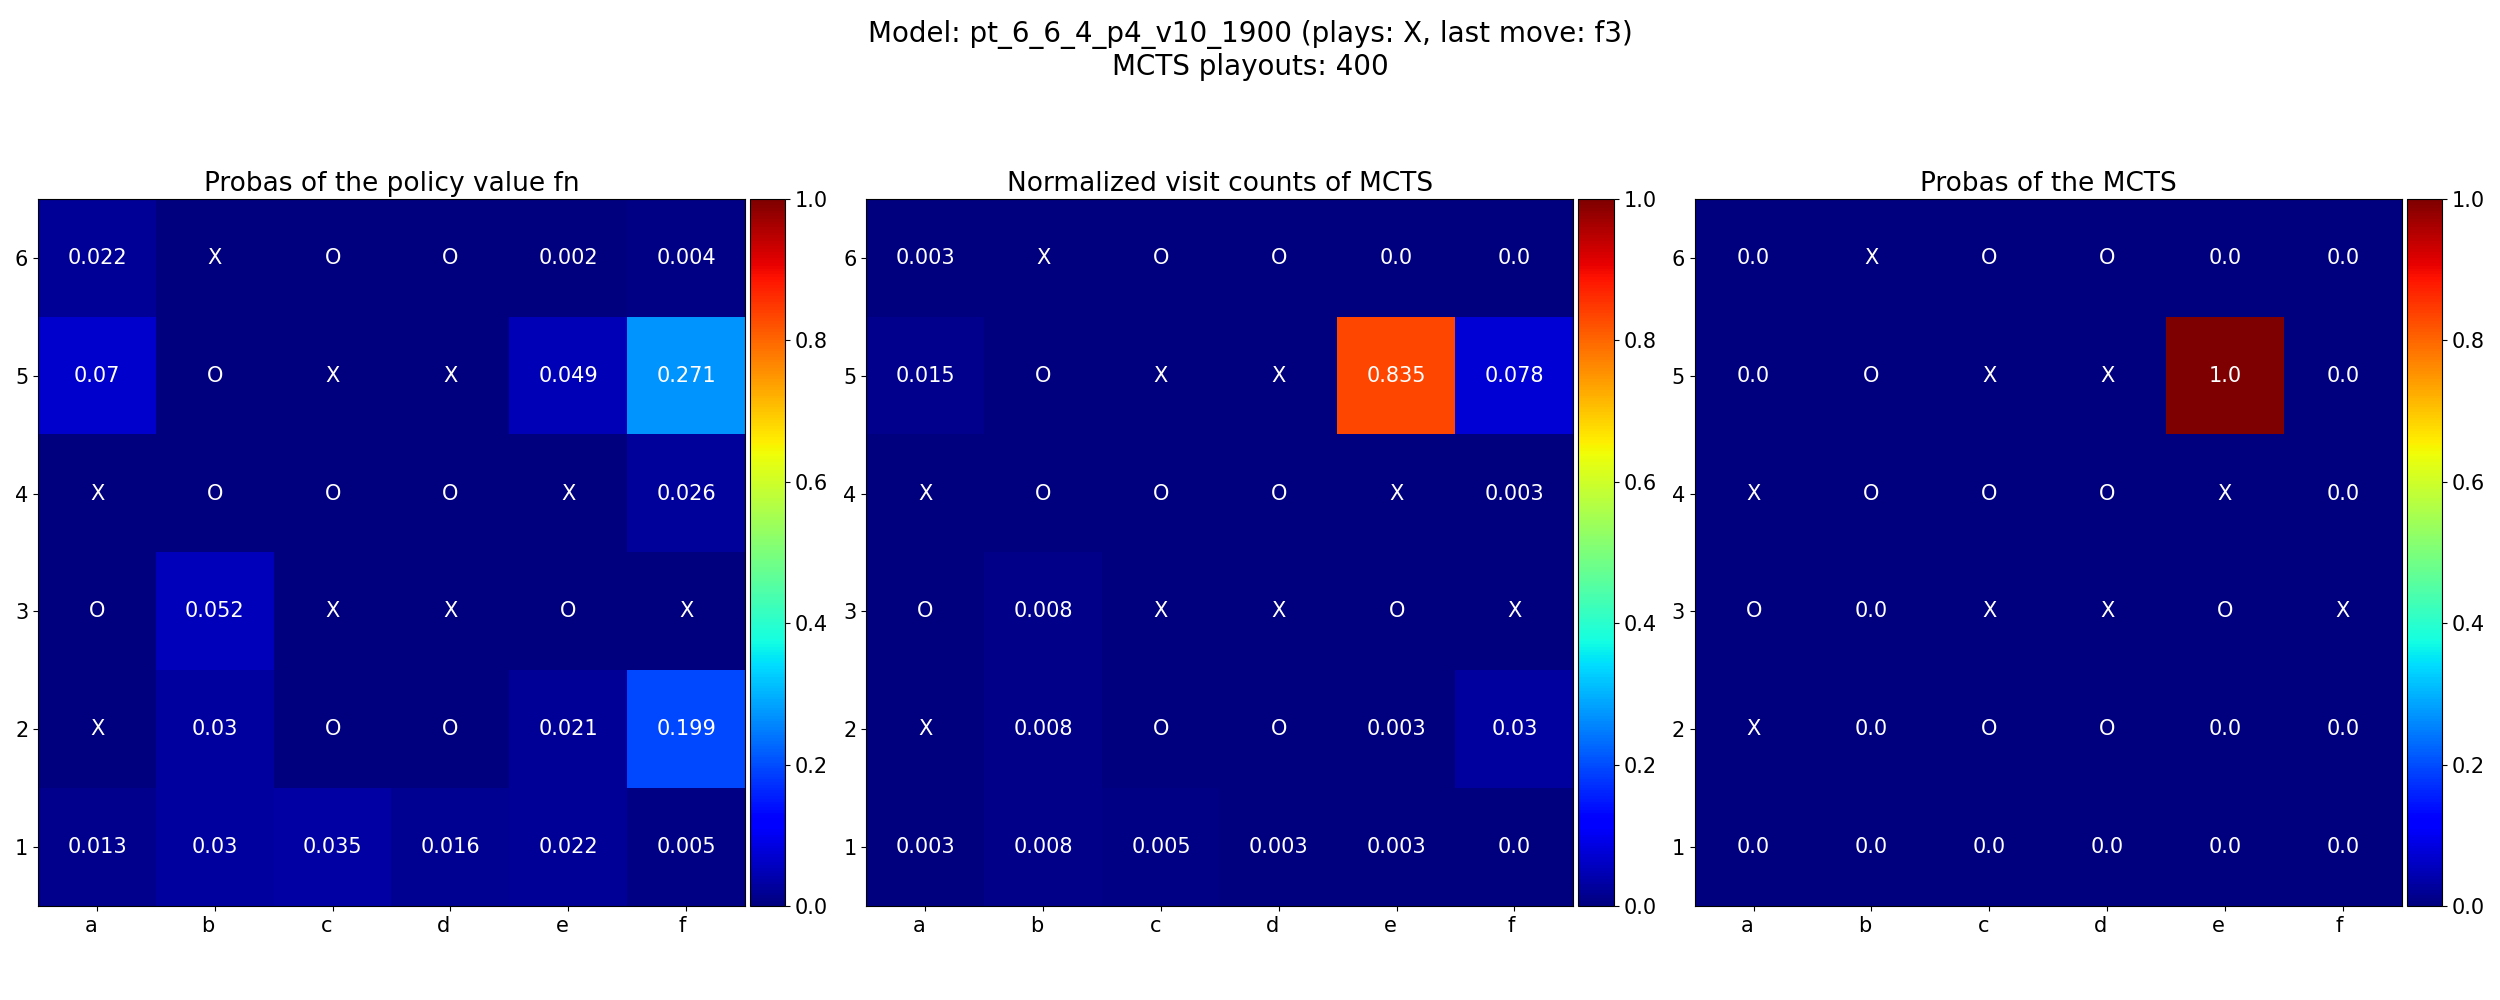 Model: pt_6_6_4_p4_v10_1900 (plays: X, last move: f3)
MCTS playouts: 400
Probas of the policy value fn
6 0.022 X O O 0.002 0.004
5 0.07 O X X 0.049 0.271
4 X O O O X 0.026
3 O 0.052 X X O X
2 X 0.03 O O 0.021 0.199
1 0.013 0.03 0.035 0.016 0.022 0.005
a b c d e f
1.0
0.8
0.6
0.4
0.2
0.0
Normalized visit counts of MCTS
6 0.003 X O O 0.0 0.0
5 0.015 O X X 0.835 0.078
4 X O O O X 0.003
3 O 0.008 X X O X
2 X 0.008 O O 0.003 0.03
1 0.003 0.008 0.005 0.003 0.003 0.0
a b c d e f
1.0
0.8
0.6
0.4
0.2
0.0
Probas of the MCTS
6 0.0 X O O 0.0 0.0
5 0.0 O X X 1.0 0.0
4 X O O O X 0.0
3 O 0.0 X X O X
2 X 0.0 O O 0.0 0.0
1 0.0 0.0 0.0 0.0 0.0 0.0
a b c d e f
1.0
0.8
0.6
0.4
0.2
0.0